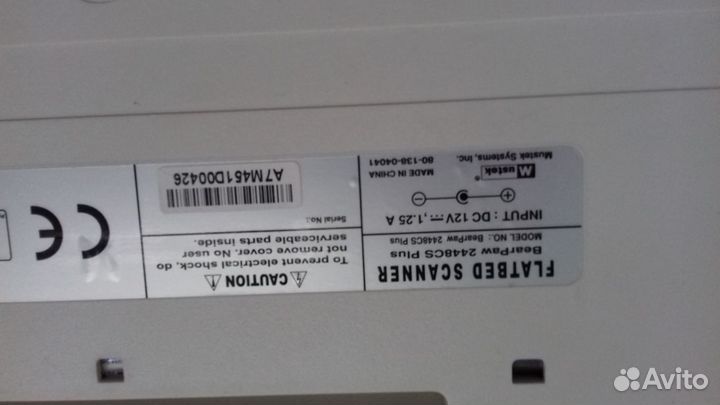 FLATBED SCANNER
BearPaw 2448CS Plus
MODEL NO.: BearPaw 2448CS Plus
INPUT : DC 12V, 1.25 A
Mustek®
MADE IN CHINA
Mustek Systems, Inc.
80-138-04041
CAUTION
To prevent electrical shock, do
not remove cover. No user
serviceable parts inside.
Serial No.:
A7M451D00426
CE
Avito